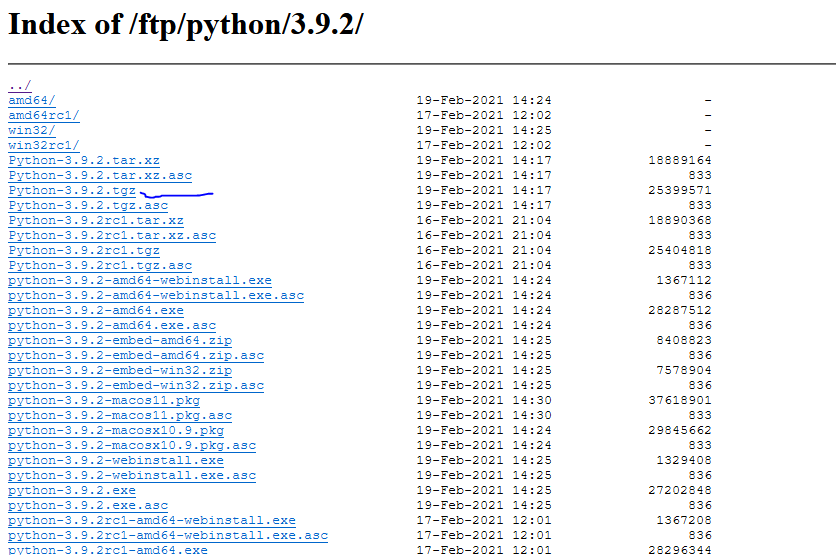 Index of /ftp/python/3.9.2/
../
amd64/ 19-Feb-2021 14:24 -
amd64rc1/ 17-Feb-2021 12:02 -
win32/ 19-Feb-2021 14:25 -
win32rc1/ 17-Feb-2021 12:02 -
Python-3.9.2.tar.xz 19-Feb-2021 14:17 18889164
Python-3.9.2.tar.xz.asc 19-Feb-2021 14:17 833
Python-3.9.2.tgz 19-Feb-2021 14:17 25399571
Python-3.9.2.tgz.asc 19-Feb-2021 14:17 833
Python-3.9.2rc1.tar.xz 16-Feb-2021 21:04 18890368
Python-3.9.2rc1.tar.xz.asc 16-Feb-2021 21:04 833
Python-3.9.2rc1.tgz 16-Feb-2021 21:04 25404818
Python-3.9.2rc1.tgz.asc 16-Feb-2021 21:04 833
python-3.9.2-amd64-webinstall.exe 19-Feb-2021 14:24 1367112
python-3.9.2-amd64-webinstall.exe.asc 19-Feb-2021 14:24 836
python-3.9.2-amd64.exe 19-Feb-2021 14:24 28287512
python-3.9.2-amd64.exe.asc 19-Feb-2021 14:24 836
python-3.9.2-embed-amd64.zip 19-Feb-2021 14:25 8408823
python-3.9.2-embed-amd64.zip.asc 19-Feb-2021 14:25 836
python-3.9.2-embed-win32.zip 19-Feb-2021 14:25 7578904
python-3.9.2-embed-win32.zip.asc 19-Feb-2021 14:25 836
python-3.9.2-macos11.pkg 19-Feb-2021 14:30 37618901
python-3.9.2-macos11.pkg.asc 19-Feb-2021 14:30 833
python-3.9.2-macosx10.9.pkg 19-Feb-2021 14:24 29845662
python-3.9.2-macosx10.9.pkg.asc 19-Feb-2021 14:24 833
python-3.9.2-webinstall.exe 19-Feb-2021 14:25 1329408
python-3.9.2-webinstall.exe.asc 19-Feb-2021 14:25 836
python-3.9.2.exe 19-Feb-2021 14:25 27202848
python-3.9.2.exe.asc 19-Feb-2021 14:25 836
python-3.9.2rc1-amd64-webinstall.exe 17-Feb-2021 12:01 1367208
python-3.9.2rc1-amd64-webinstall.exe.asc 17-Feb-2021 12:01 836
python-3.9.2rc1-amd64.exe 17-Feb-2021 12:01 28296344